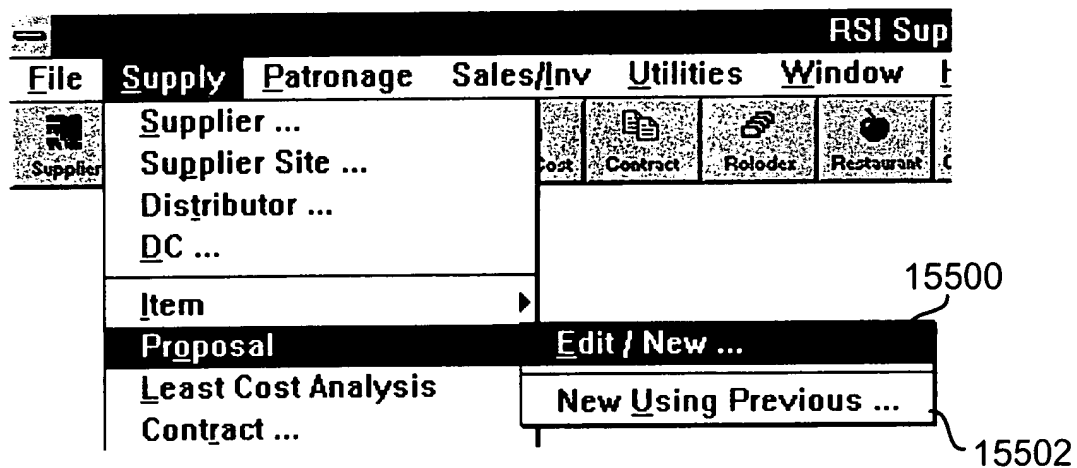 RSI Sup
File Supply Patronage Sales/Inv Utilities Window
Supplier Cost Contract Rolodex Restaurant
Supplier ...
Supplier Site ...
Distributor ...
DC ...
Item
Proposal
Least Cost Analysis
Contract ...
15500
Edit / New ...
New Using Previous ...
15502